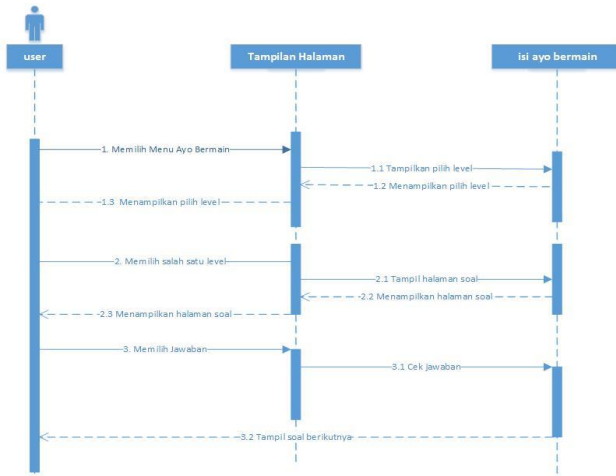 user
Tampilan Halaman
isi ayo bermain
1. Memilih Menu Ayo Bermain
1.1 Tampilkan pilih level
1.2 Menampilkan pilih level
1.3 Menampilkan pilih level
2. Memilih salah satu level
2.1 Tampil halaman soal
2.2 Menampilkan halaman soal
2.3 Menampilkan halaman soal
3. Memilih Jawaban
3.1 Cek Jawaban
3.2 Tampil soal berikutnya